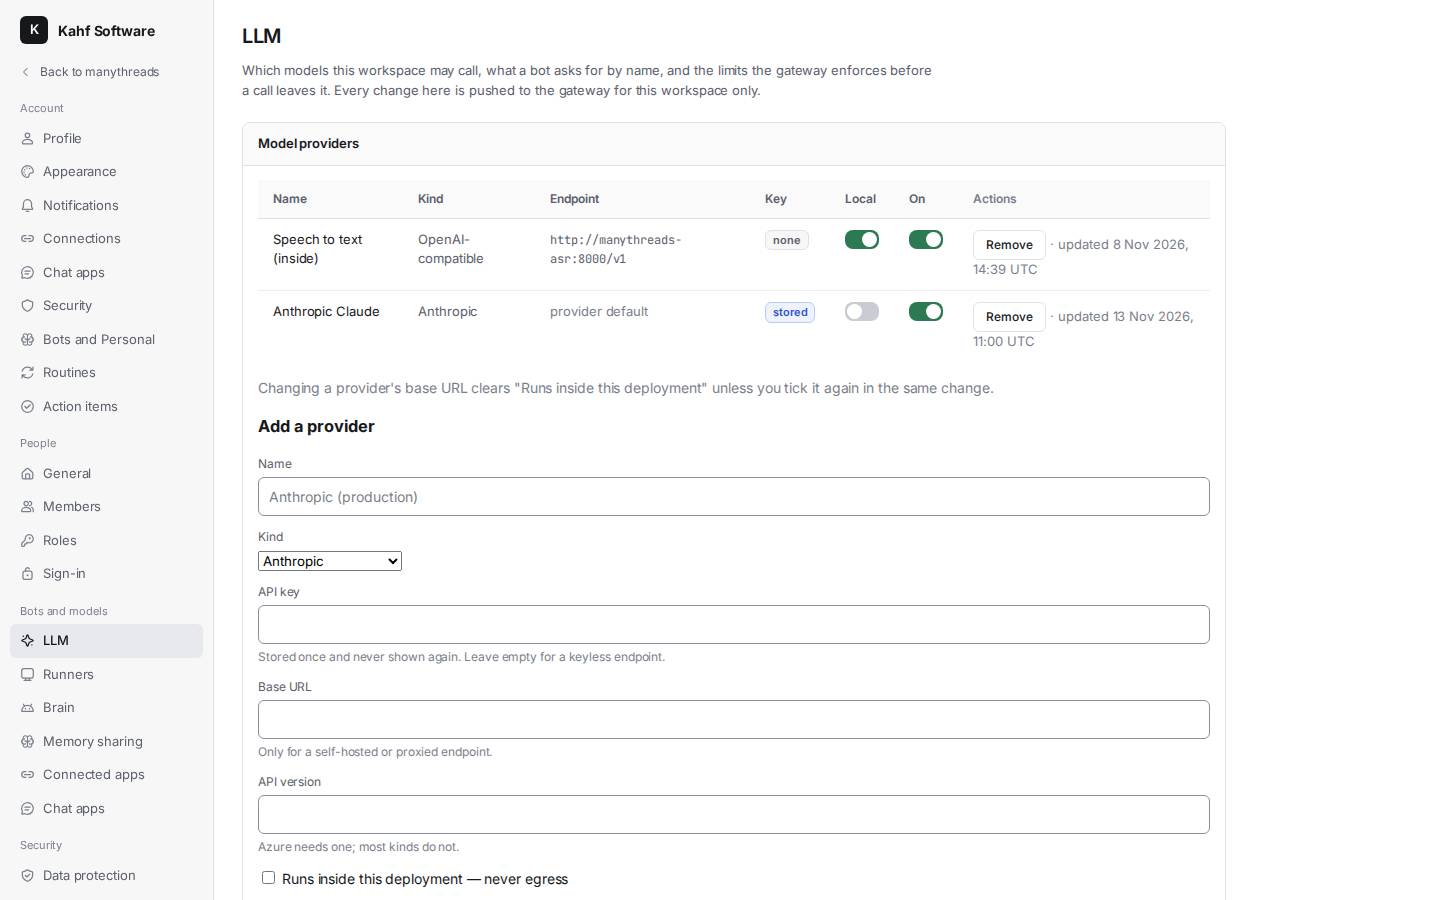 K
Kahf Software
Back to manythreads
Account
Profile
Appearance
Notifications
Connections
Chat apps
Security
Bots and Personal
Routines
Action items
People
General
Members
Roles
Sign-in
Bots and models
LLM
Runners
Brain
Memory sharing
Connected apps
Chat apps
Security
Data protection
LLM
Which models this workspace may call, what a bot asks for by name, and the limits the gateway enforces before
a call leaves it. Every change here is pushed to the gateway for this workspace only.
Model providers
Name Kind Endpoint Key Local On Actions
Speech to text (inside) OpenAI-compatible http://manythreads-asr:8000/v1 none Remove · updated 8 Nov 2026, 14:39 UTC
Anthropic Claude Anthropic provider default stored Remove · updated 13 Nov 2026, 11:00 UTC
Changing a provider's base URL clears "Runs inside this deployment" unless you tick it again in the same change.
Add a provider
Name
Anthropic (production)
Kind
Anthropic
API key
Stored once and never shown again. Leave empty for a keyless endpoint.
Base URL
Only for a self-hosted or proxied endpoint.
API version
Azure needs one; most kinds do not.
Runs inside this deployment — never egress